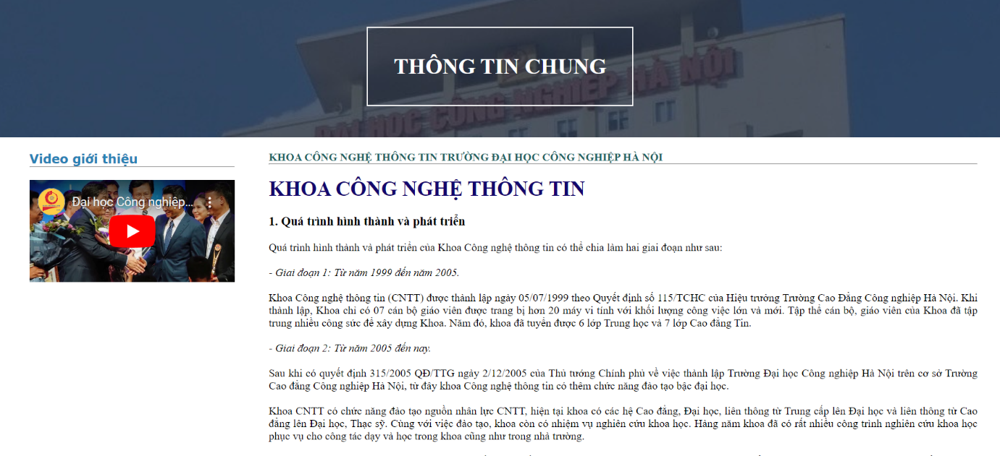 THÔNG TIN CHUNG
ĐẠI HỌC CÔNG NGHIỆP HÀ NỘI
Video giới thiệu
Đại học Công nghiệp...
KHOA CÔNG NGHỆ THÔNG TIN TRƯỜNG ĐẠI HỌC CÔNG NGHIỆP HÀ NỘI
KHOA CÔNG NGHỆ THÔNG TIN
1. Quá trình hình thành và phát triển
Quá trình hình thành và phát triển của Khoa Công nghệ thông tin có thể chia làm hai giai đoạn như sau:
- Giai đoạn 1: Từ năm 1999 đến năm 2005.
Khoa Công nghệ thông tin (CNTT) được thành lập ngày 05/07/1999 theo Quyết định số 115/TCHC của Hiệu trưởng Trường Cao Đẳng Công nghiệp Hà Nội. Khi
thành lập, Khoa chỉ có 07 cán bộ giáo viên được trang bị hơn 20 máy vi tính với khối lượng công việc lớn và mới. Tập thể cán bộ, giáo viên của Khoa đã tập
trung nhiều công sức để xây dựng Khoa. Năm đó, khoa đã tuyển được 6 lớp Trung học và 7 lớp Cao đẳng Tin.
- Giai đoạn 2: Từ năm 2005 đến nay.
Sau khi có quyết định 315/2005 QĐ/TTG ngày 2/12/2005 của Thủ tướng Chính phủ về việc thành lập Trường Đại học Công nghiệp Hà Nội trên cơ sở Trường
Cao đẳng Công nghiệp Hà Nội, từ đây khoa Công nghệ thông tin có thêm chức năng đào tạo bậc đại học.
Khoa CNTT có chức năng đào tạo nguồn nhân lực CNTT, hiện tại khoa có các hệ Cao đẳng, Đại học, liên thông từ Trung cấp lên Đại học và liên thông từ Cao
đẳng lên Đại học, Thạc sỹ. Cùng với việc đào tạo, khoa còn có nhiệm vụ nghiên cứu khoa học. Hàng năm khoa đã có rất nhiều công trình nghiên cứu khoa học
phục vụ cho công tác dạy và học trong khoa cũng như trong nhà trường.